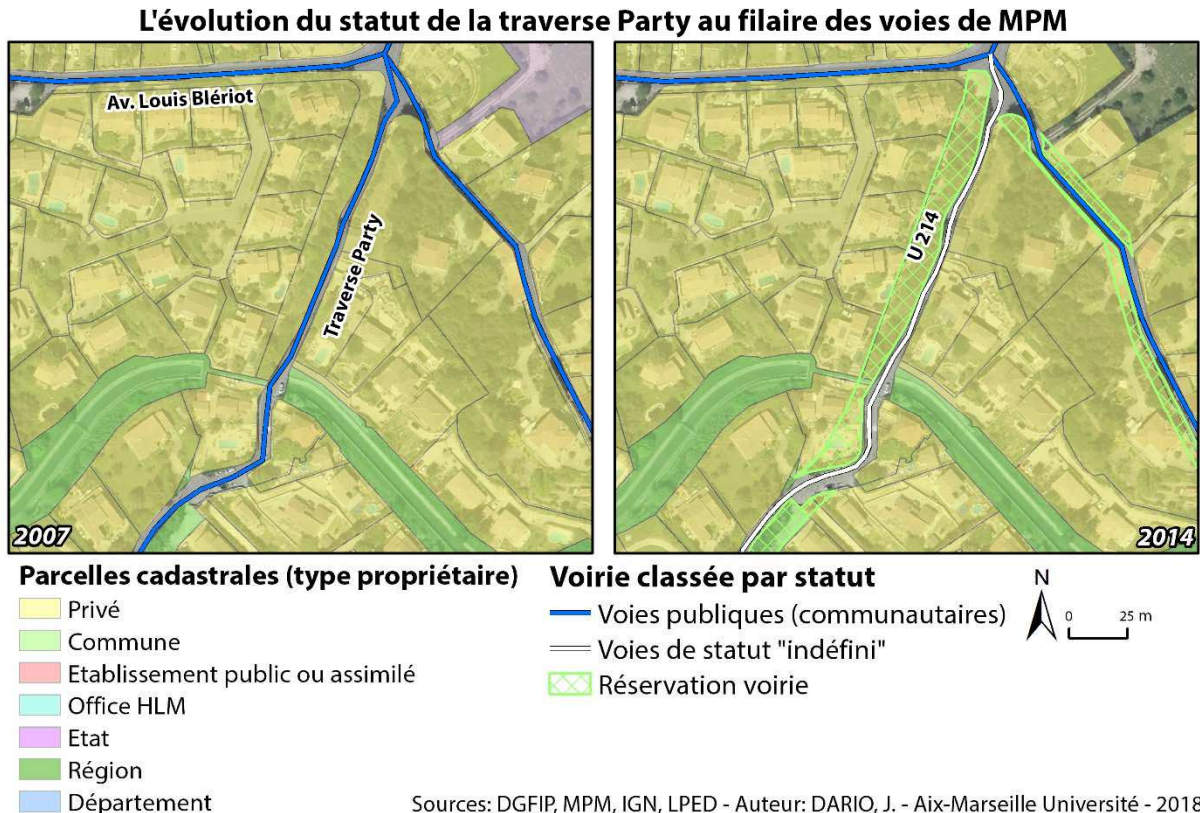 L'évolution du statut de la traverse Party au filaire des voies de MPM
Av. Louis Blériot
Traverse Party
2007
U 214
2014
Parcelles cadastrales (type propriétaire)
Privé
Commune
Etablissement public ou assimilé
Office HLM
Etat
Région
Département
Voirie classée par statut
Voies publiques (communautaires)
Voies de statut "indéfini"
Réservation voirie
N
0 25 m
Sources: DGFIP, MPM, IGN, LPED - Auteur: DARIO, J. - Aix-Marseille Université - 2018